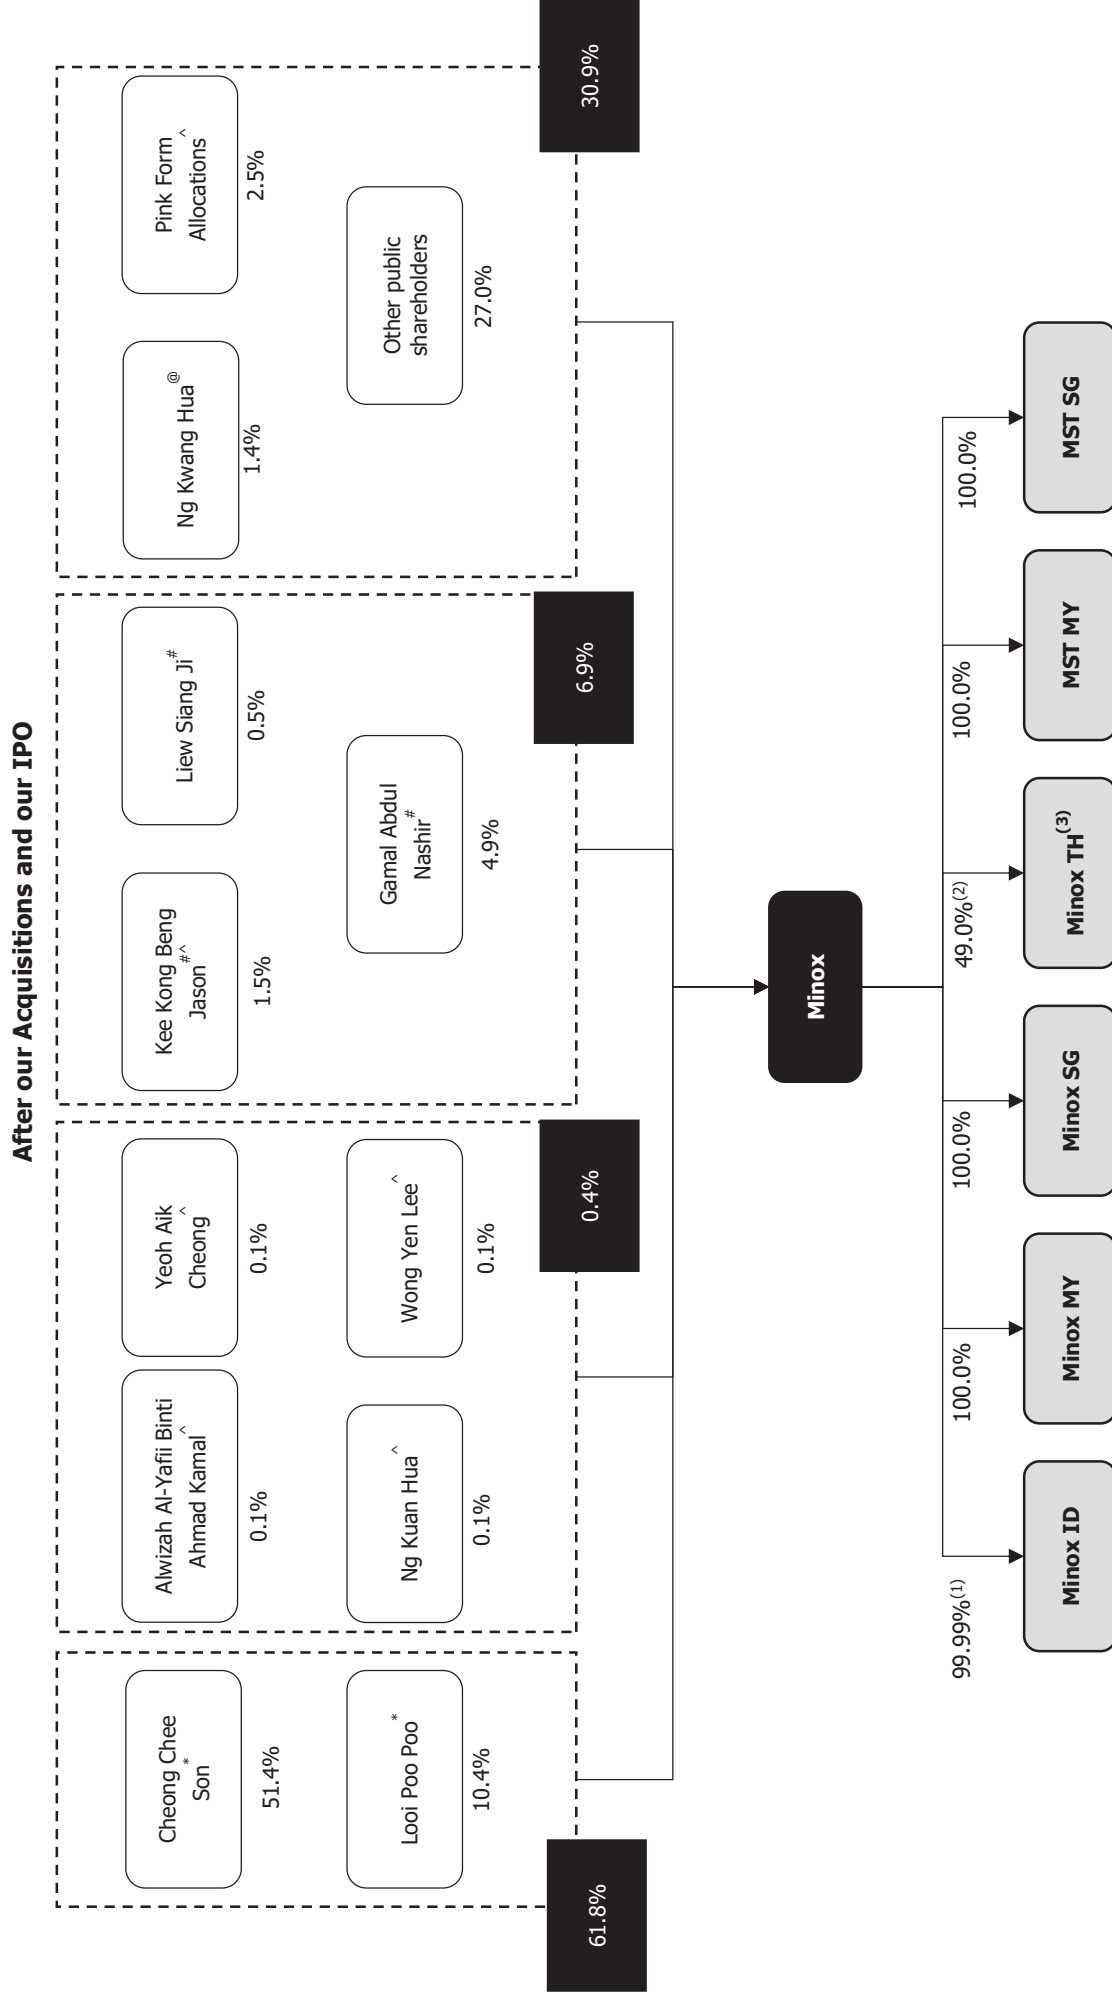 After our Acquisitions and our IPO
Cheong Chee
Son*
51.4%
Looi Poo Poo*
10.4%
61.8%
Alwizah Al-Yafii Binti
Ahmad Kamal^
0.1%
Yeoh Aik
Cheong^
0.1%
Ng Kuan Hua^
0.1%
Wong Yen Lee^
0.1%
0.4%
Kee Kong Beng
Jason#^
1.5%
Liew Siang Ji#
0.5%
Gamal Abdul
Nashir#
4.9%
6.9%
Ng Kwang Hua@
1.4%
Pink Form
Allocations^
2.5%
Other public
shareholders
27.0%
30.9%
Minox
99.99%(1)
100.0%
100.0%
49.0%(2)
100.0%
100.0%
Minox ID
Minox MY
Minox SG
Minox TH(3)
MST MY
MST SG